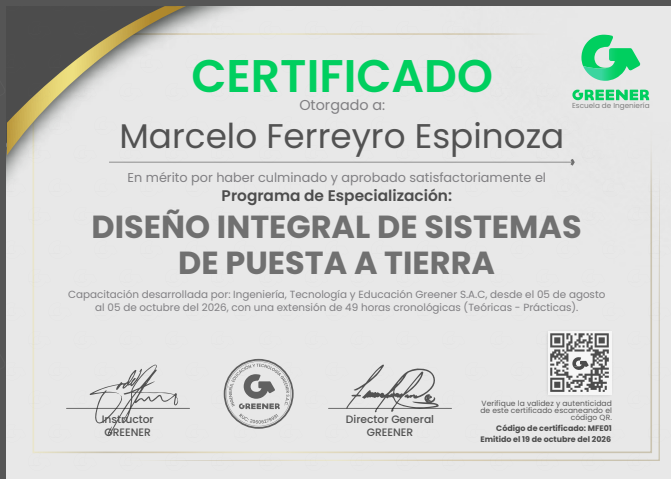 CERTIFICADO
Otorgado a:
GREENER
Escuela de Ingeniería
Marcelo Ferreyro Espinoza
En mérito por haber culminado y aprobado satisfactoriamente el
Programa de Especialización:
DISEÑO INTEGRAL DE SISTEMAS
DE PUESTA A TIERRA
Capacitación desarrollada por: Ingeniería, Tecnología y Educación Greener S.A.C, desde el 05 de agosto
al 05 de octubre del 2026, con una extensión de 49 horas cronológicas (Teóricas - Prácticas).
GREENER
Instructor
GREENER
Director General
GREENER
Verifique la validez y autenticidad
de este certificado escaneando el
código QR.
Código de certificado: MFE01
Emitido el 19 de octubre del 2026